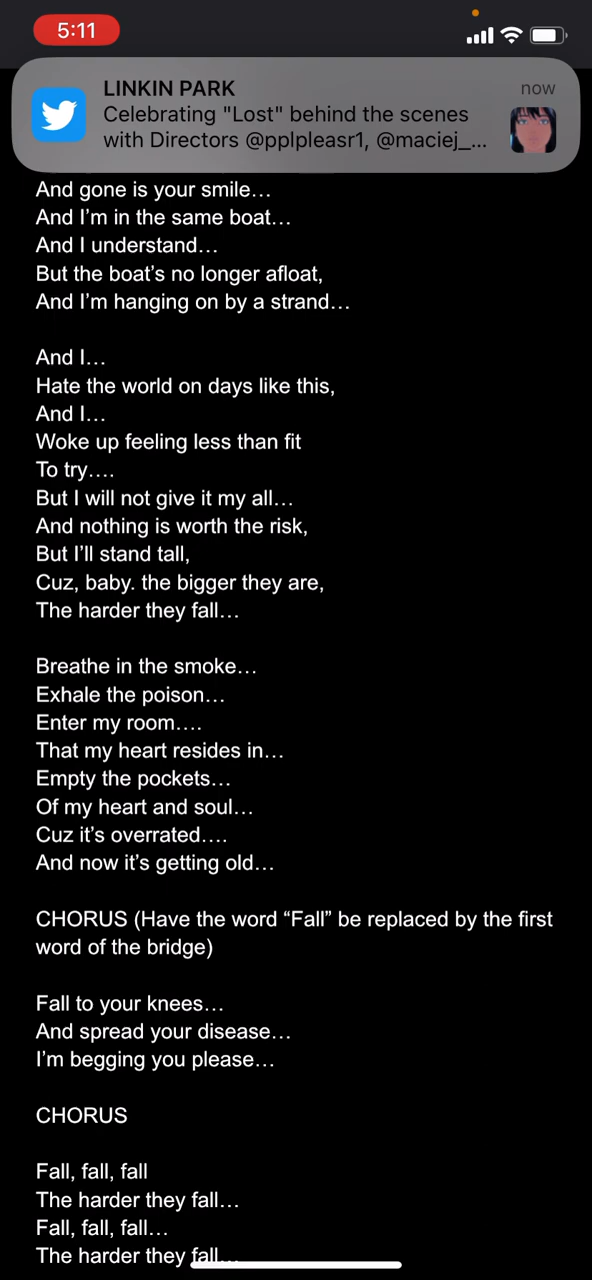 5:11
LINKIN PARK
now
Celebrating "Lost" behind the scenes
with Directors @pplpleasr1, @maciej_...
And gone is your smile…
And I’m in the same boat…
And I understand…
But the boat’s no longer afloat,
And I’m hanging on by a strand…
And I…
Hate the world on days like this,
And I…
Woke up feeling less than fit
To try….
But I will not give it my all…
And nothing is worth the risk,
But I’ll stand tall,
Cuz, baby. the bigger they are,
The harder they fall…
Breathe in the smoke…
Exhale the poison…
Enter my room….
That my heart resides in…
Empty the pockets…
Of my heart and soul…
Cuz it’s overrated….
And now it’s getting old…
CHORUS (Have the word “Fall” be replaced by the first
word of the bridge)
Fall to your knees…
And spread your disease…
I’m begging you please…
CHORUS
Fall, fall, fall
The harder they fall…
Fall, fall, fall…
The harder they fall…